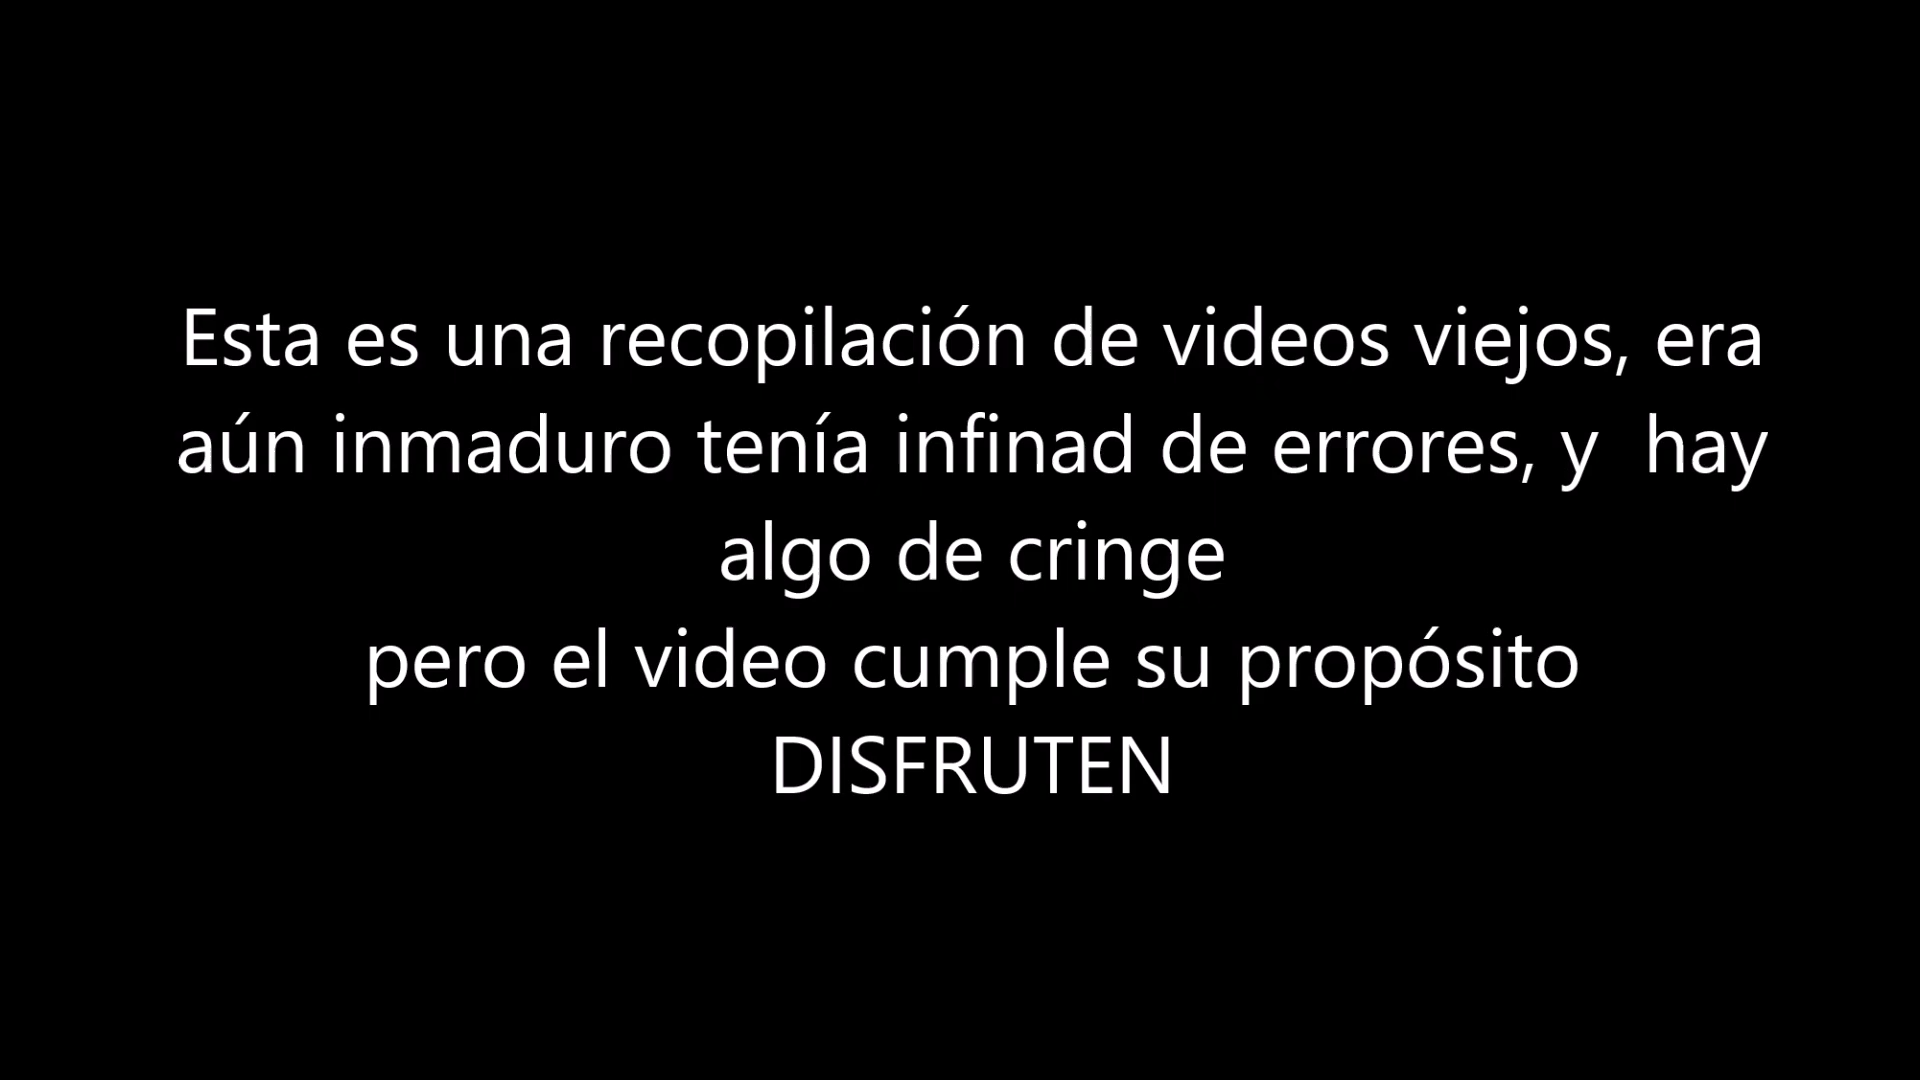 Esta es una recopilación de videos viejos, era
aún inmaduro tenía infinad de errores, y  hay
algo de cringe
pero el video cumple su propósito
DISFRUTEN